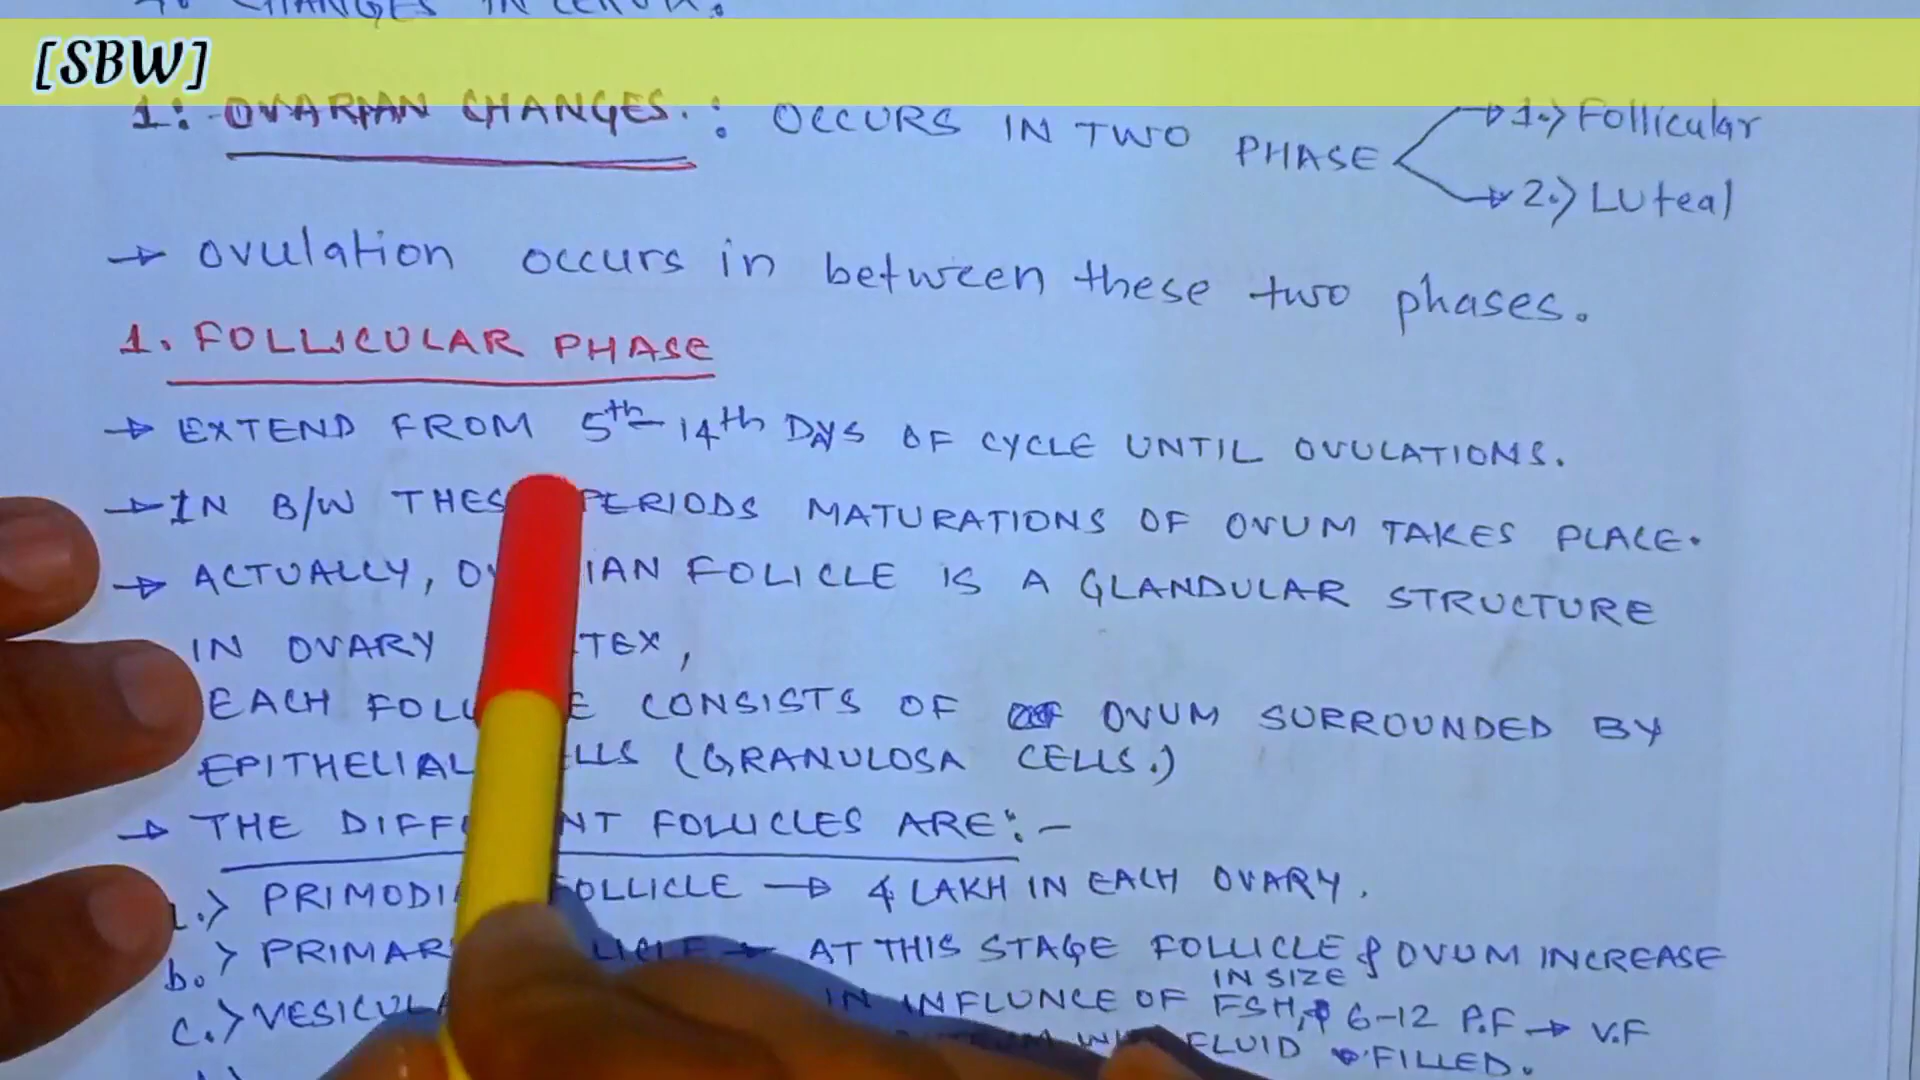 [SBW]
1: OVARIAN CHANGES. : OCCURS IN TWO PHASE
1.) Follicular
2.) Luteal
→ Ovulation occurs in between these two phases.
1. FOLLICULAR PHASE
→ EXTEND FROM 5th-14th DAYS OF CYCLE UNTIL OVULATIONS.
→ IN B/W THES PERIODS MATURATIONS OF OVUM TAKES PLACE.
→ ACTUALLY, IAN FOLICLE IS A GLANDULAR STRUCTURE
IN OVARY TEX,
EACH CONSISTS OF OVUM SURROUNDED BY
EPITHELIAL LLS (GRANULOSA CELLS.)
→ THE DIFF NT FOLLICLES ARE:-
PRIMODI FOLLICLE → 4 LAKH IN EACH OVARY.
b.> PRIMAR → AT THIS STAGE FOLLICLE & OVUM INCREASE
IN SIZE
c.> VESICULA IN INFLUNCE OF FSH, 6-12 P.F → V.F
FLUID FILLED.